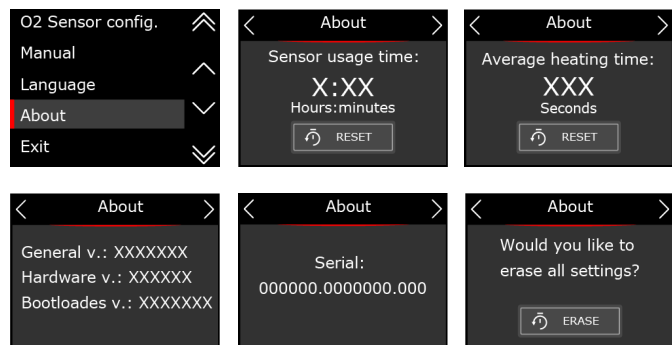 O2 Sensor config.
Manual
Language
About
Exit
About
Sensor usage time:
X:XX
Hours:minutes
RESET
About
Average heating time:
XXX
Seconds
RESET
About
General v.: XXXXXXX
Hardware v.: XXXXXX
Bootloades v.: XXXXXXX
About
Serial:
000000.0000000.000
About
Would you like to
erase all settings?
ERASE